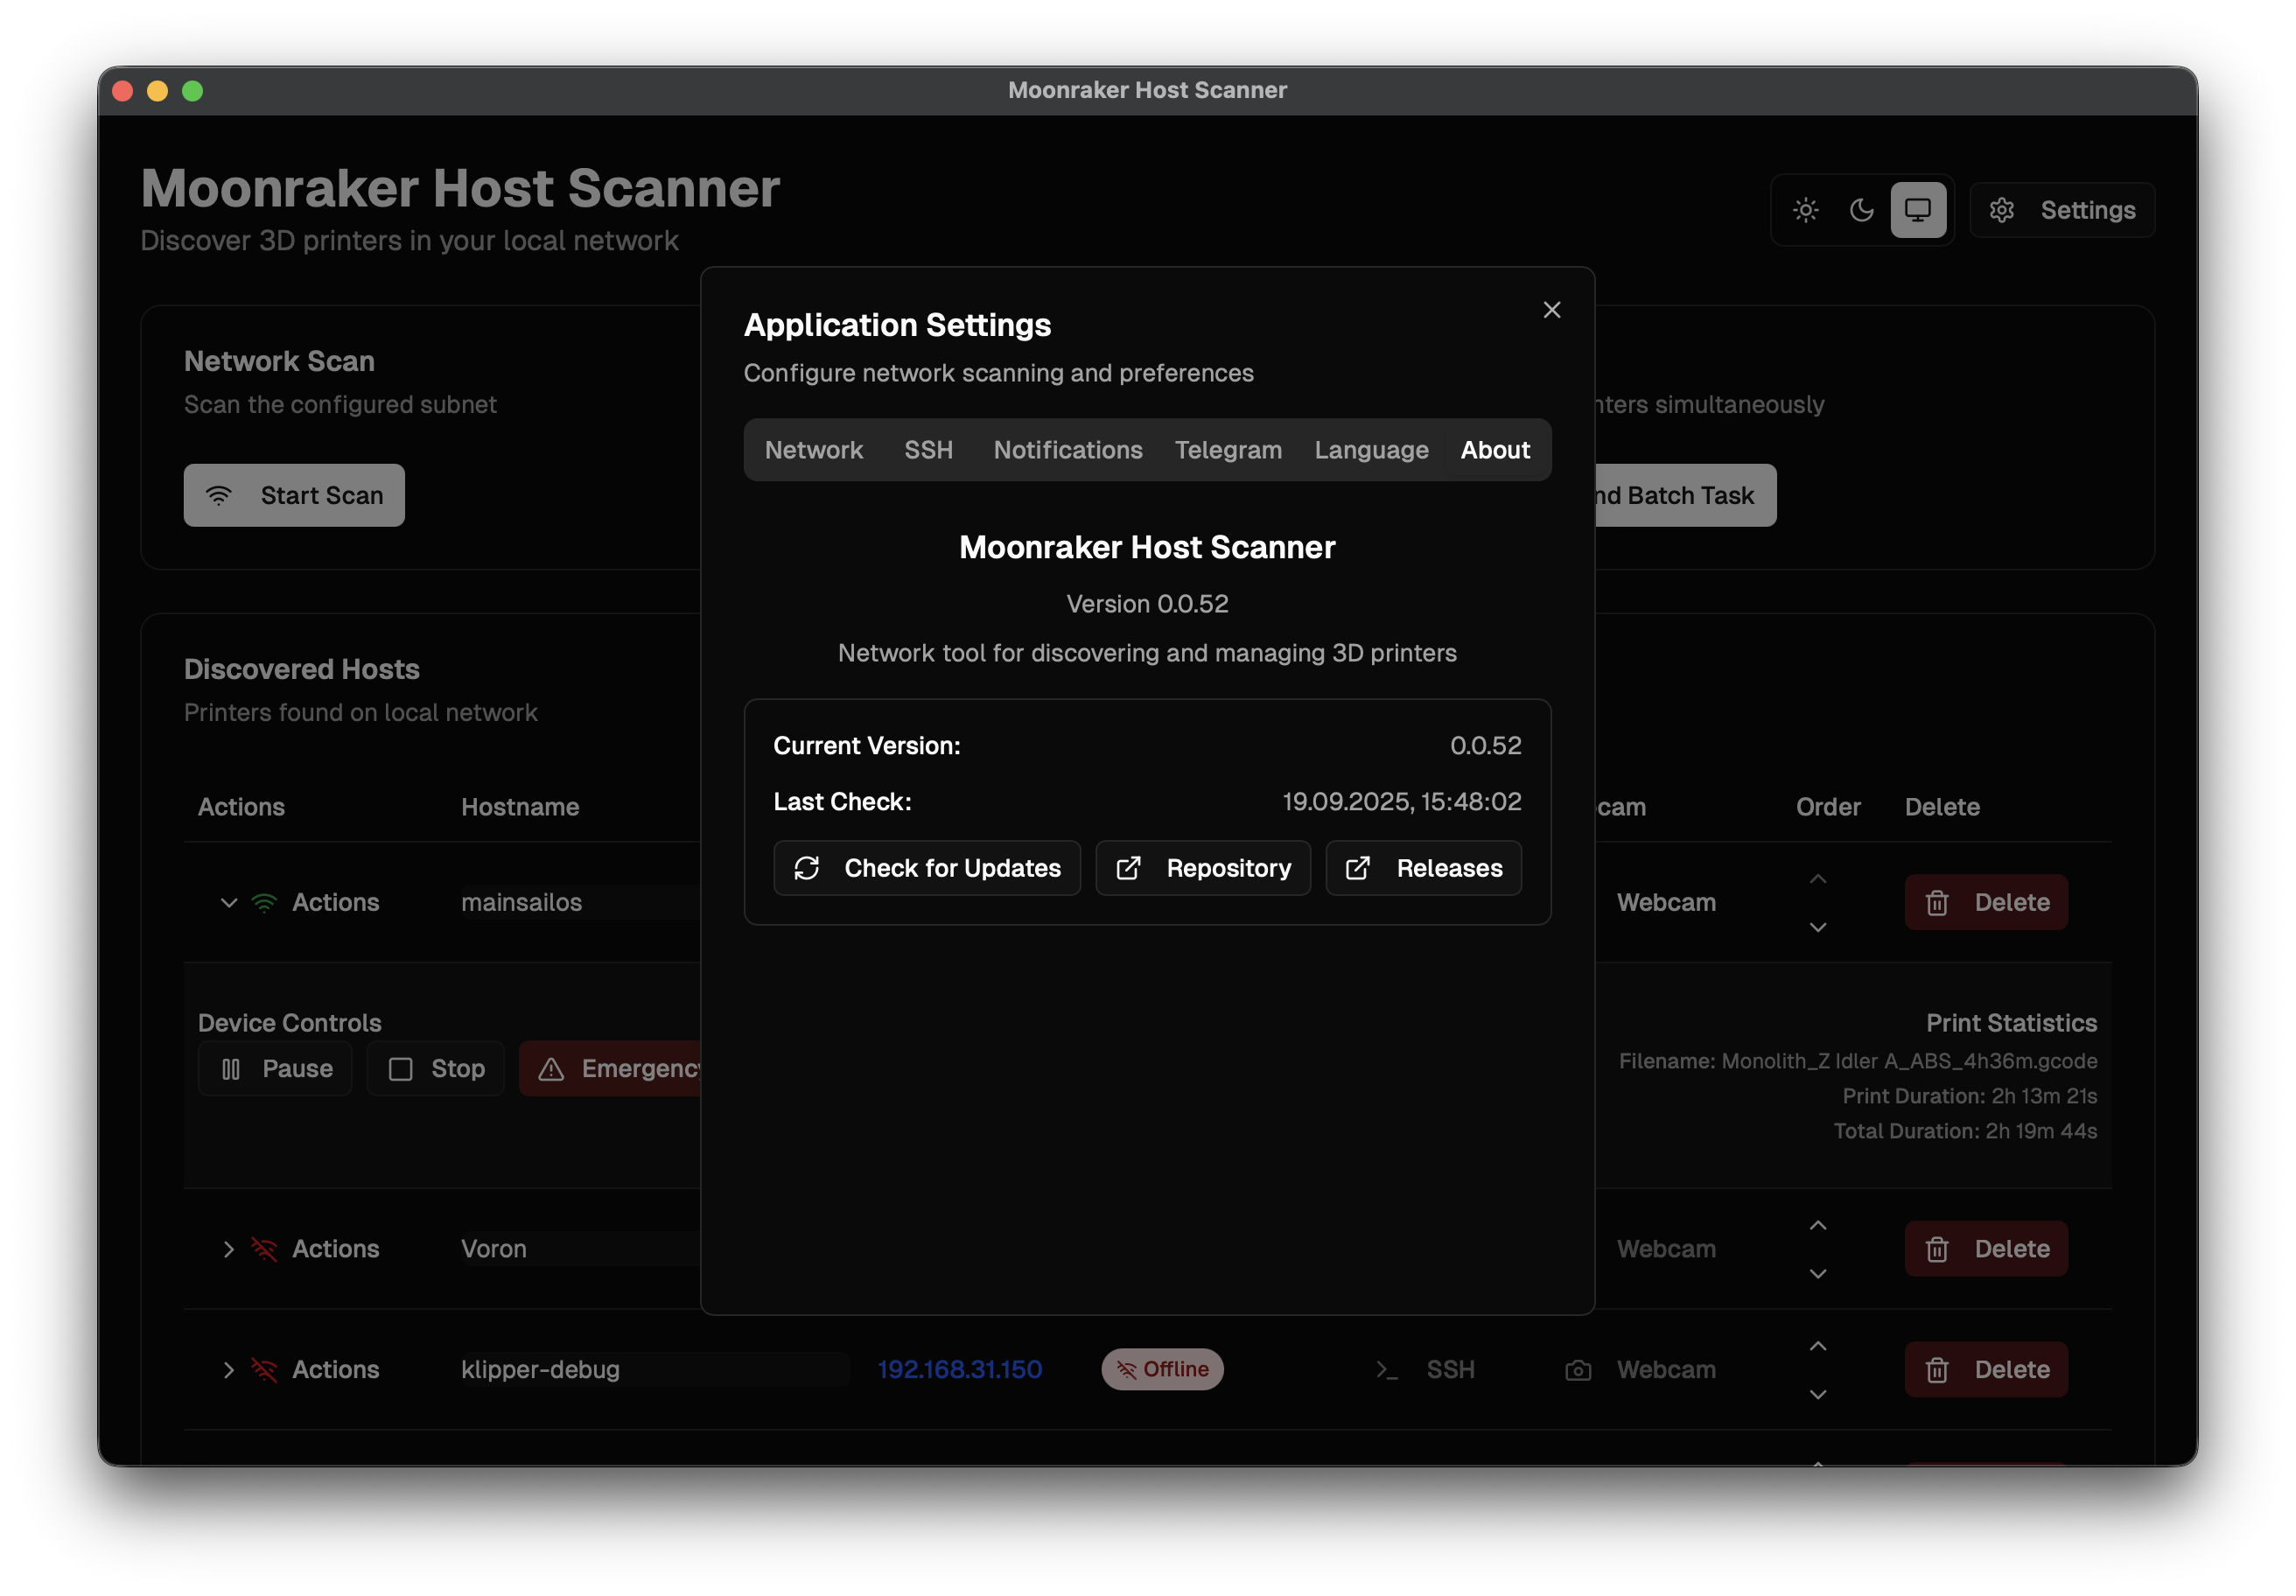 Moonraker Host Scanner
Moonraker Host Scanner
Discover 3D printers in your local network
Settings
Network Scan
Scan the configured subnet
Start Scan
nters simultaneously
nd Batch Task
Application Settings
Configure network scanning and preferences
Network SSH Notifications Telegram Language About
Moonraker Host Scanner
Version 0.0.52
Network tool for discovering and managing 3D printers
Current Version: 0.0.52
Last Check: 19.09.2025, 15:48:02
Check for Updates Repository Releases
Discovered Hosts
Printers found on local network
Actions Hostname cam Order Delete
Actions mainsailos Webcam Delete
Device Controls
Pause Stop Emergency
Print Statistics
Filename: Monolith_Z Idler A_ABS_4h36m.gcode
Print Duration: 2h 13m 21s
Total Duration: 2h 19m 44s
Actions Voron Webcam Delete
Actions klipper-debug 192.168.31.150 Offline SSH Webcam Delete